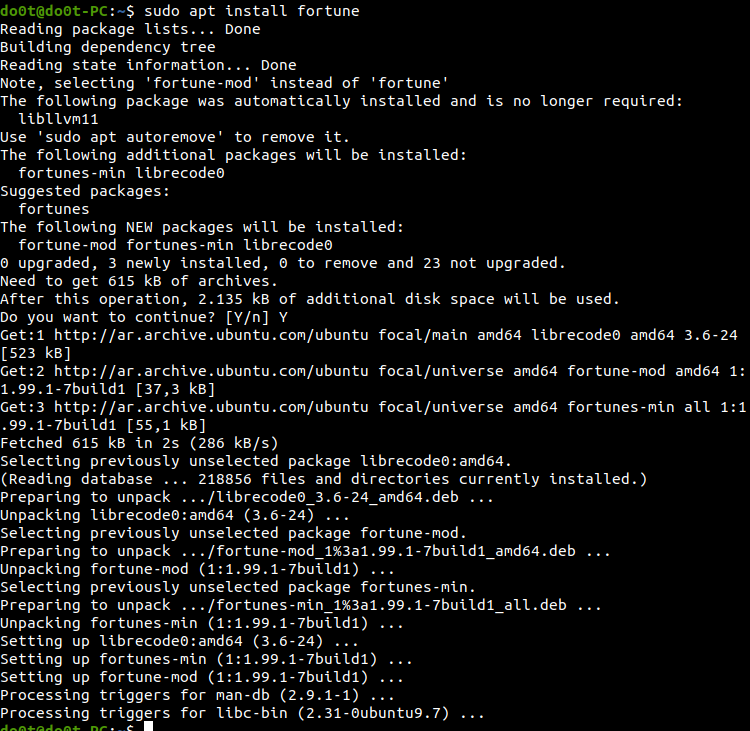 do0t@do0t-PC:~$ sudo apt install fortune
Reading package lists... Done
Building dependency tree
Reading state information... Done
Note, selecting 'fortune-mod' instead of 'fortune'
The following package was automatically installed and is no longer required:
  libllvm11
Use 'sudo apt autoremove' to remove it.
The following additional packages will be installed:
  fortunes-min librecode0
Suggested packages:
  fortunes
The following NEW packages will be installed:
  fortune-mod fortunes-min librecode0
0 upgraded, 3 newly installed, 0 to remove and 23 not upgraded.
Need to get 615 kB of archives.
After this operation, 2.135 kB of additional disk space will be used.
Do you want to continue? [Y/n] Y
Get:1 http://ar.archive.ubuntu.com/ubuntu focal/main amd64 librecode0 amd64 3.6-24
[523 kB]
Get:2 http://ar.archive.ubuntu.com/ubuntu focal/universe amd64 fortune-mod amd64 1:
1.99.1-7build1 [37,3 kB]
Get:3 http://ar.archive.ubuntu.com/ubuntu focal/universe amd64 fortunes-min all 1:1
.99.1-7build1 [55,1 kB]
Fetched 615 kB in 2s (286 kB/s)
Selecting previously unselected package librecode0:amd64.
(Reading database ... 218856 files and directories currently installed.)
Preparing to unpack .../librecode0_3.6-24_amd64.deb ...
Unpacking librecode0:amd64 (3.6-24) ...
Selecting previously unselected package fortune-mod.
Preparing to unpack .../fortune-mod_1%3a1.99.1-7build1_amd64.deb ...
Unpacking fortune-mod (1:1.99.1-7build1) ...
Selecting previously unselected package fortunes-min.
Preparing to unpack .../fortunes-min_1%3a1.99.1-7build1_all.deb ...
Unpacking fortunes-min (1:1.99.1-7build1) ...
Setting up librecode0:amd64 (3.6-24) ...
Setting up fortunes-min (1:1.99.1-7build1) ...
Setting up fortune-mod (1:1.99.1-7build1) ...
Processing triggers for man-db (2.9.1-1) ...
Processing triggers for libc-bin (2.31-0ubuntu9.7) ...
do0t@do0t-PC:~$